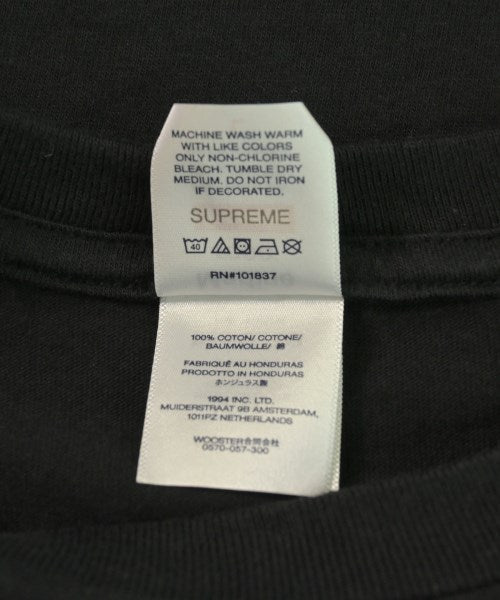 MACHINE WASH WARM
WITH LIKE COLORS
ONLY NON-CHLORINE
BLEACH. TUMBLE DRY
MEDIUM. DO NOT IRON
IF DECORATED.
SUPREME
40
RN#101837
100% COTON/ COTONE/
BAUMWOLLE/ 綿
FABRIQUÉ AU HONDURAS
PRODOTTO IN HONDURAS
ホンジュラス製
1994 INC. LTD.
MUIDERSTRAAT 9B AMSTERDAM,
1011PZ NETHERLANDS
WOOSTER合同会社
0570-057-300